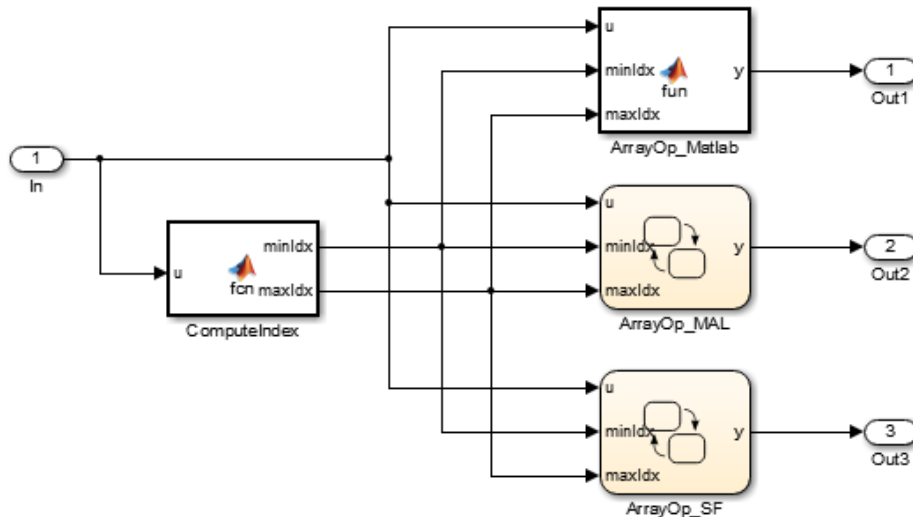 u
minIdx
maxIdx
fun
y
ArrayOp_Matlab
1
Out1
1
In
u
fcn
minIdx
maxIdx
ComputeIndex
u
minIdx
maxIdx
y
ArrayOp_MAL
2
Out2
u
minIdx
maxIdx
y
ArrayOp_SF
3
Out3